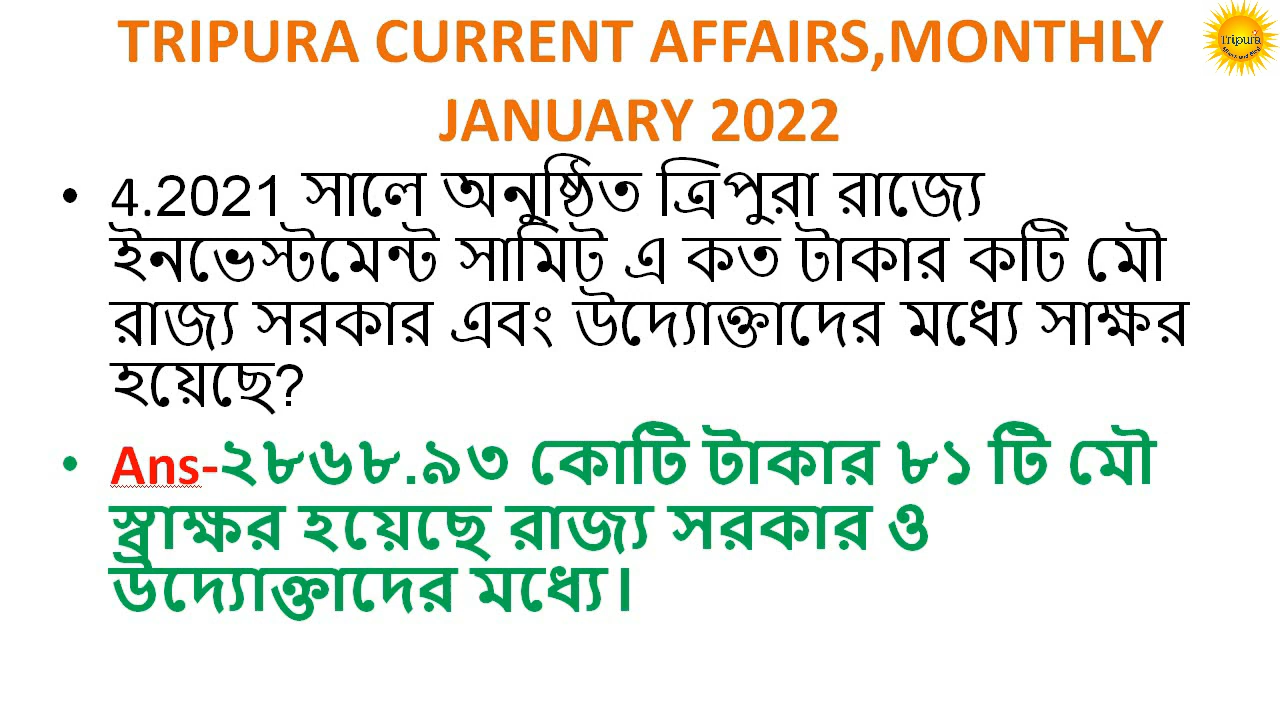 TRIPURA CURRENT AFFAIRS,MONTHLY
JANUARY 2022
Tripura
• 4.2021 সালে অনুষ্ঠিত ত্রিপুরা রাজ্যে
ইনভেস্টমেন্ট সামিট এ কত টাকার কটি মৌ
রাজ্য সরকার এবং উদ্যোক্তাদের মধ্যে সাক্ষর
হয়েছে?
• Ans-২৮৬৮.৯৩ কোটি টাকার ৮১ টি মৌ
স্ব্রাক্ষর হয়েছে রাজ্য সরকার ও
উদ্যোক্তাদের মধ্যে।